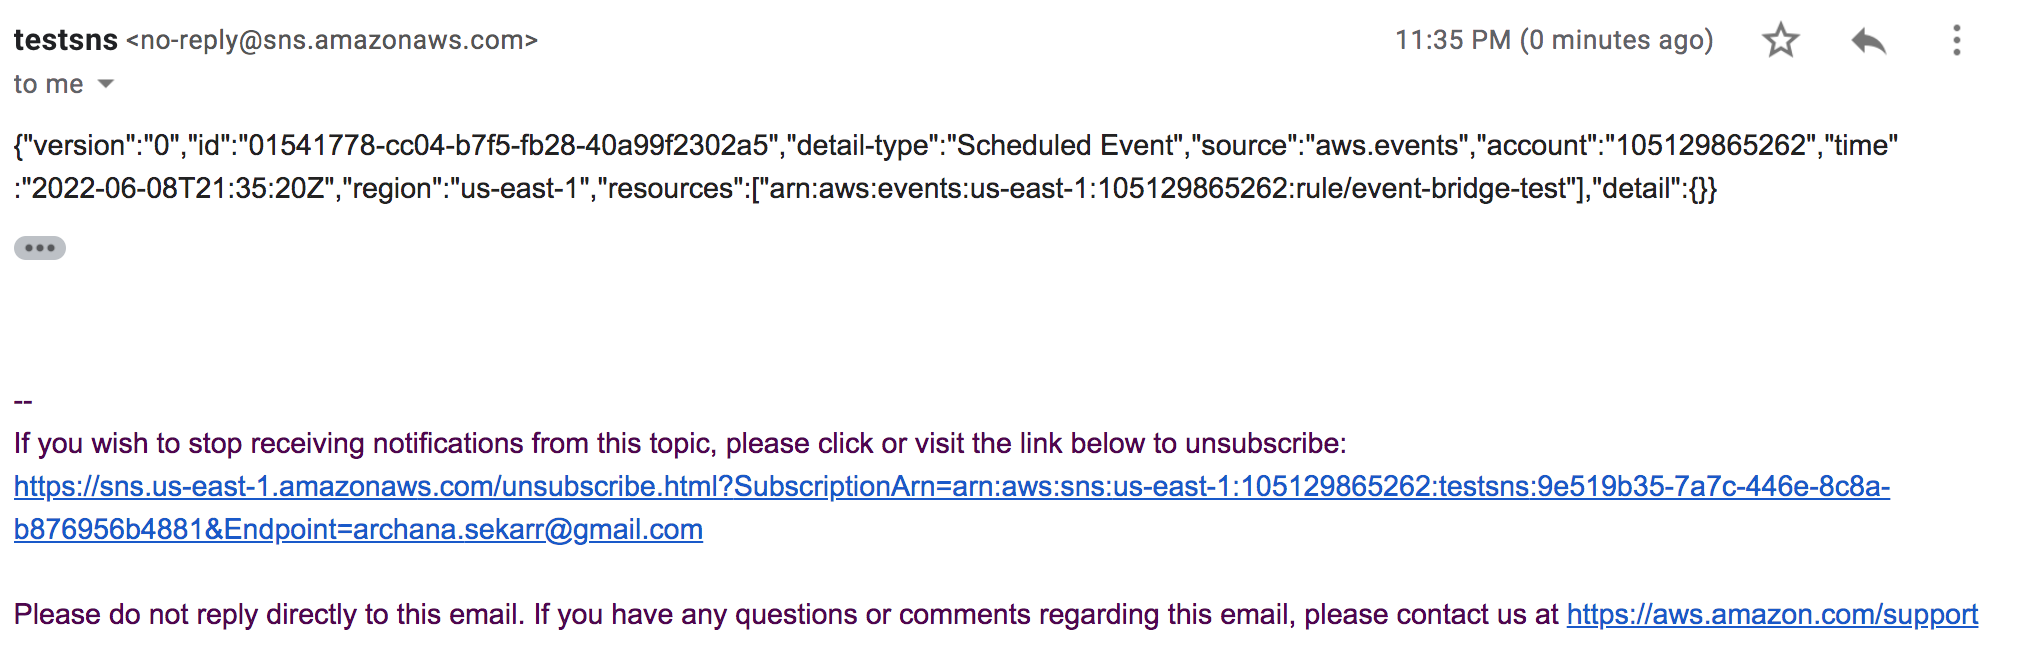 testsns <no-reply@sns.amazonaws.com>
11:35 PM (0 minutes ago)
to me
{"version":"0","id":"01541778-cc04-b7f5-fb28-40a99f2302a5","detail-type":"Scheduled Event","source":"aws.events","account":"105129865262","time"
:"2022-06-08T21:35:20Z","region":"us-east-1","resources":["arn:aws:events:us-east-1:105129865262:rule/event-bridge-test"],"detail":{}}
--
If you wish to stop receiving notifications from this topic, please click or visit the link below to unsubscribe:
https://sns.us-east-1.amazonaws.com/unsubscribe.html?SubscriptionArn=arn:aws:sns:us-east-1:105129865262:testsns:9e519b35-7a7c-446e-8c8a-
b876956b4881&Endpoint=archana.sekarr@gmail.com
Please do not reply directly to this email. If you have any questions or comments regarding this email, please contact us at https://aws.amazon.com/support